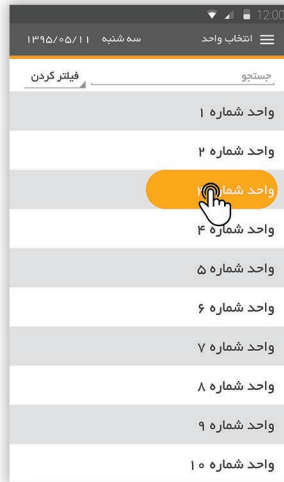 12:00
انتخاب واحد سه شنبه ۱۳۹۵/۰۵/۱۱
جستجو فیلتر کردن
واحد شماره ۱
واحد شماره ۲
واحد شماره
واحد شماره ۴
واحد شماره ۵
واحد شماره ۶
واحد شماره ۷
واحد شماره ۸
واحد شماره ۹
واحد شماره ۱۰